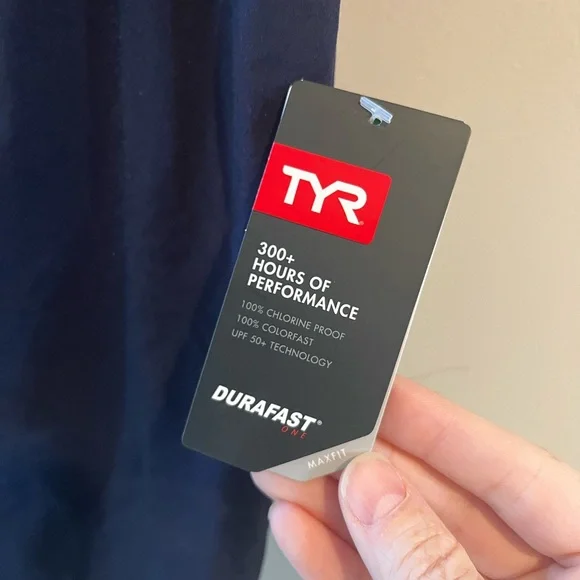 TYR
300+
HOURS OF
PERFORMANCE
100% CHLORINE PROOF
100% COLORFAST
UPF 50+ TECHNOLOGY
DURAFAST®
ONE
MAXFIT